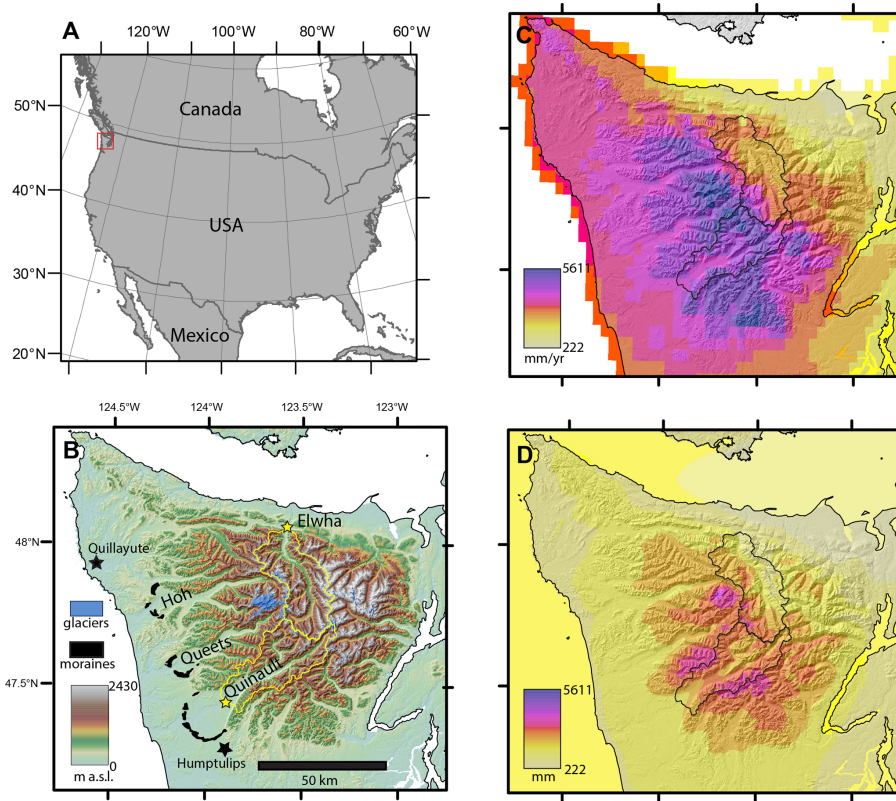 A
120°W
100°W
80°W
60°W
50°N
40°N
30°N
20°N
Canada
USA
Mexico
C
5611
222
mm/yr
124.5°W
124°W
123.5°W
123°W
B
48°N
47.5°N
Elwha
Quillayute
Hoh
glaciers
Queets
moraines
Quinault
2430
0
m a.s.l.
Humptulips
50 km
D
5611
222
mm